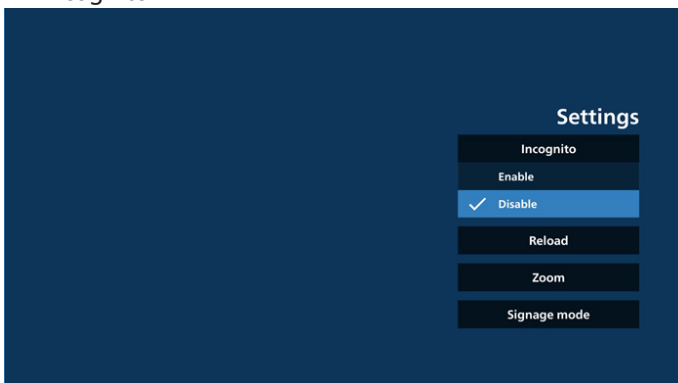 Settings
Incognito
Enable
Disable
Reload
Zoom
Signage mode